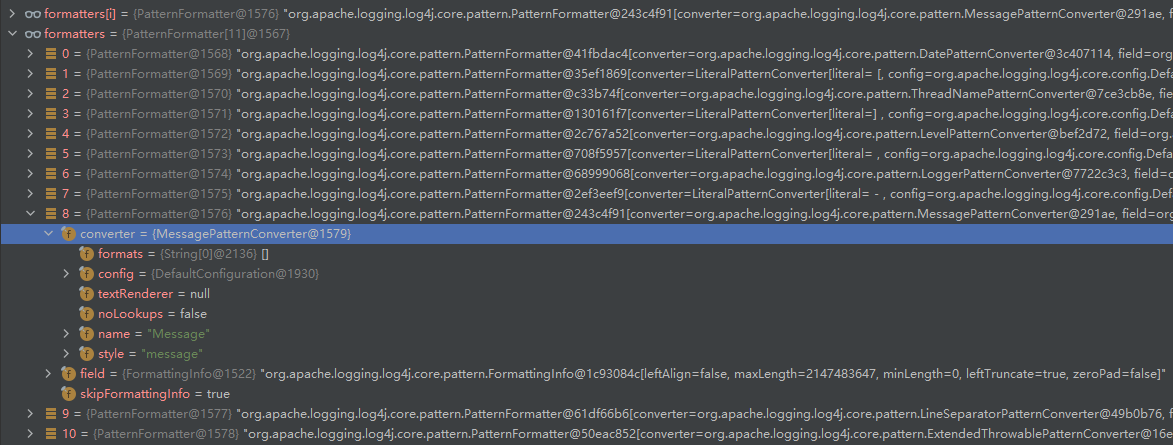 formatters[i] = {PatternFormatter@1576} "org.apache.logging.log4j.core.pattern.PatternFormatter@243c4f91[converter=org.apache.logging.log4j.core.pattern.MessagePatternConverter@291ae, f
formatters = {PatternFormatter[11]@1567}
0 = {PatternFormatter@1568} "org.apache.logging.log4j.core.pattern.PatternFormatter@41fbdac4[converter=org.apache.logging.log4j.core.pattern.DatePatternConverter@3c407114, field=org
1 = {PatternFormatter@1569} "org.apache.logging.log4j.core.pattern.PatternFormatter@35ef1869[converter=LiteralPatternConverter[literal= [, config=org.apache.logging.log4j.core.config.Defa
2 = {PatternFormatter@1570} "org.apache.logging.log4j.core.pattern.PatternFormatter@c33b74f[converter=org.apache.logging.log4j.core.pattern.ThreadNamePatternConverter@7ce3cb8e, fie
3 = {PatternFormatter@1571} "org.apache.logging.log4j.core.pattern.PatternFormatter@130161f7[converter=LiteralPatternConverter[literal=] , config=org.apache.logging.log4j.core.config.Defa
4 = {PatternFormatter@1572} "org.apache.logging.log4j.core.pattern.PatternFormatter@2c767a52[converter=org.apache.logging.log4j.core.pattern.LevelPatternConverter@bef2d72, field=org.
5 = {PatternFormatter@1573} "org.apache.logging.log4j.core.pattern.PatternFormatter@708f5957[converter=LiteralPatternConverter[literal= , config=org.apache.logging.log4j.core.config.Defau
6 = {PatternFormatter@1574} "org.apache.logging.log4j.core.pattern.PatternFormatter@68999068[converter=org.apache.logging.log4j.core.pattern.LoggerPatternConverter@7722c3c3, field=o
7 = {PatternFormatter@1575} "org.apache.logging.log4j.core.pattern.PatternFormatter@2ef3eef9[converter=LiteralPatternConverter[literal= - , config=org.apache.logging.log4j.core.config.Def
8 = {PatternFormatter@1576} "org.apache.logging.log4j.core.pattern.PatternFormatter@243c4f91[converter=org.apache.logging.log4j.core.pattern.MessagePatternConverter@291ae, field=org
converter = {MessagePatternConverter@1579}
formats = {String[0]@2136} []
config = {DefaultConfiguration@1930}
textRenderer = null
noLookups = false
name = "Message"
style = "message"
field = {FormattingInfo@1522} "org.apache.logging.log4j.core.pattern.FormattingInfo@1c93084c[leftAlign=false, maxLength=2147483647, minLength=0, leftTruncate=true, zeroPad=false]"
skipFormattingInfo = true
9 = {PatternFormatter@1577} "org.apache.logging.log4j.core.pattern.PatternFormatter@61df66b6[converter=org.apache.logging.log4j.core.pattern.LineSeparatorPatternConverter@49b0b76, f
10 = {PatternFormatter@1578} "org.apache.logging.log4j.core.pattern.PatternFormatter@50eac852[converter=org.apache.logging.log4j.core.pattern.ExtendedThrowablePatternConverter@16